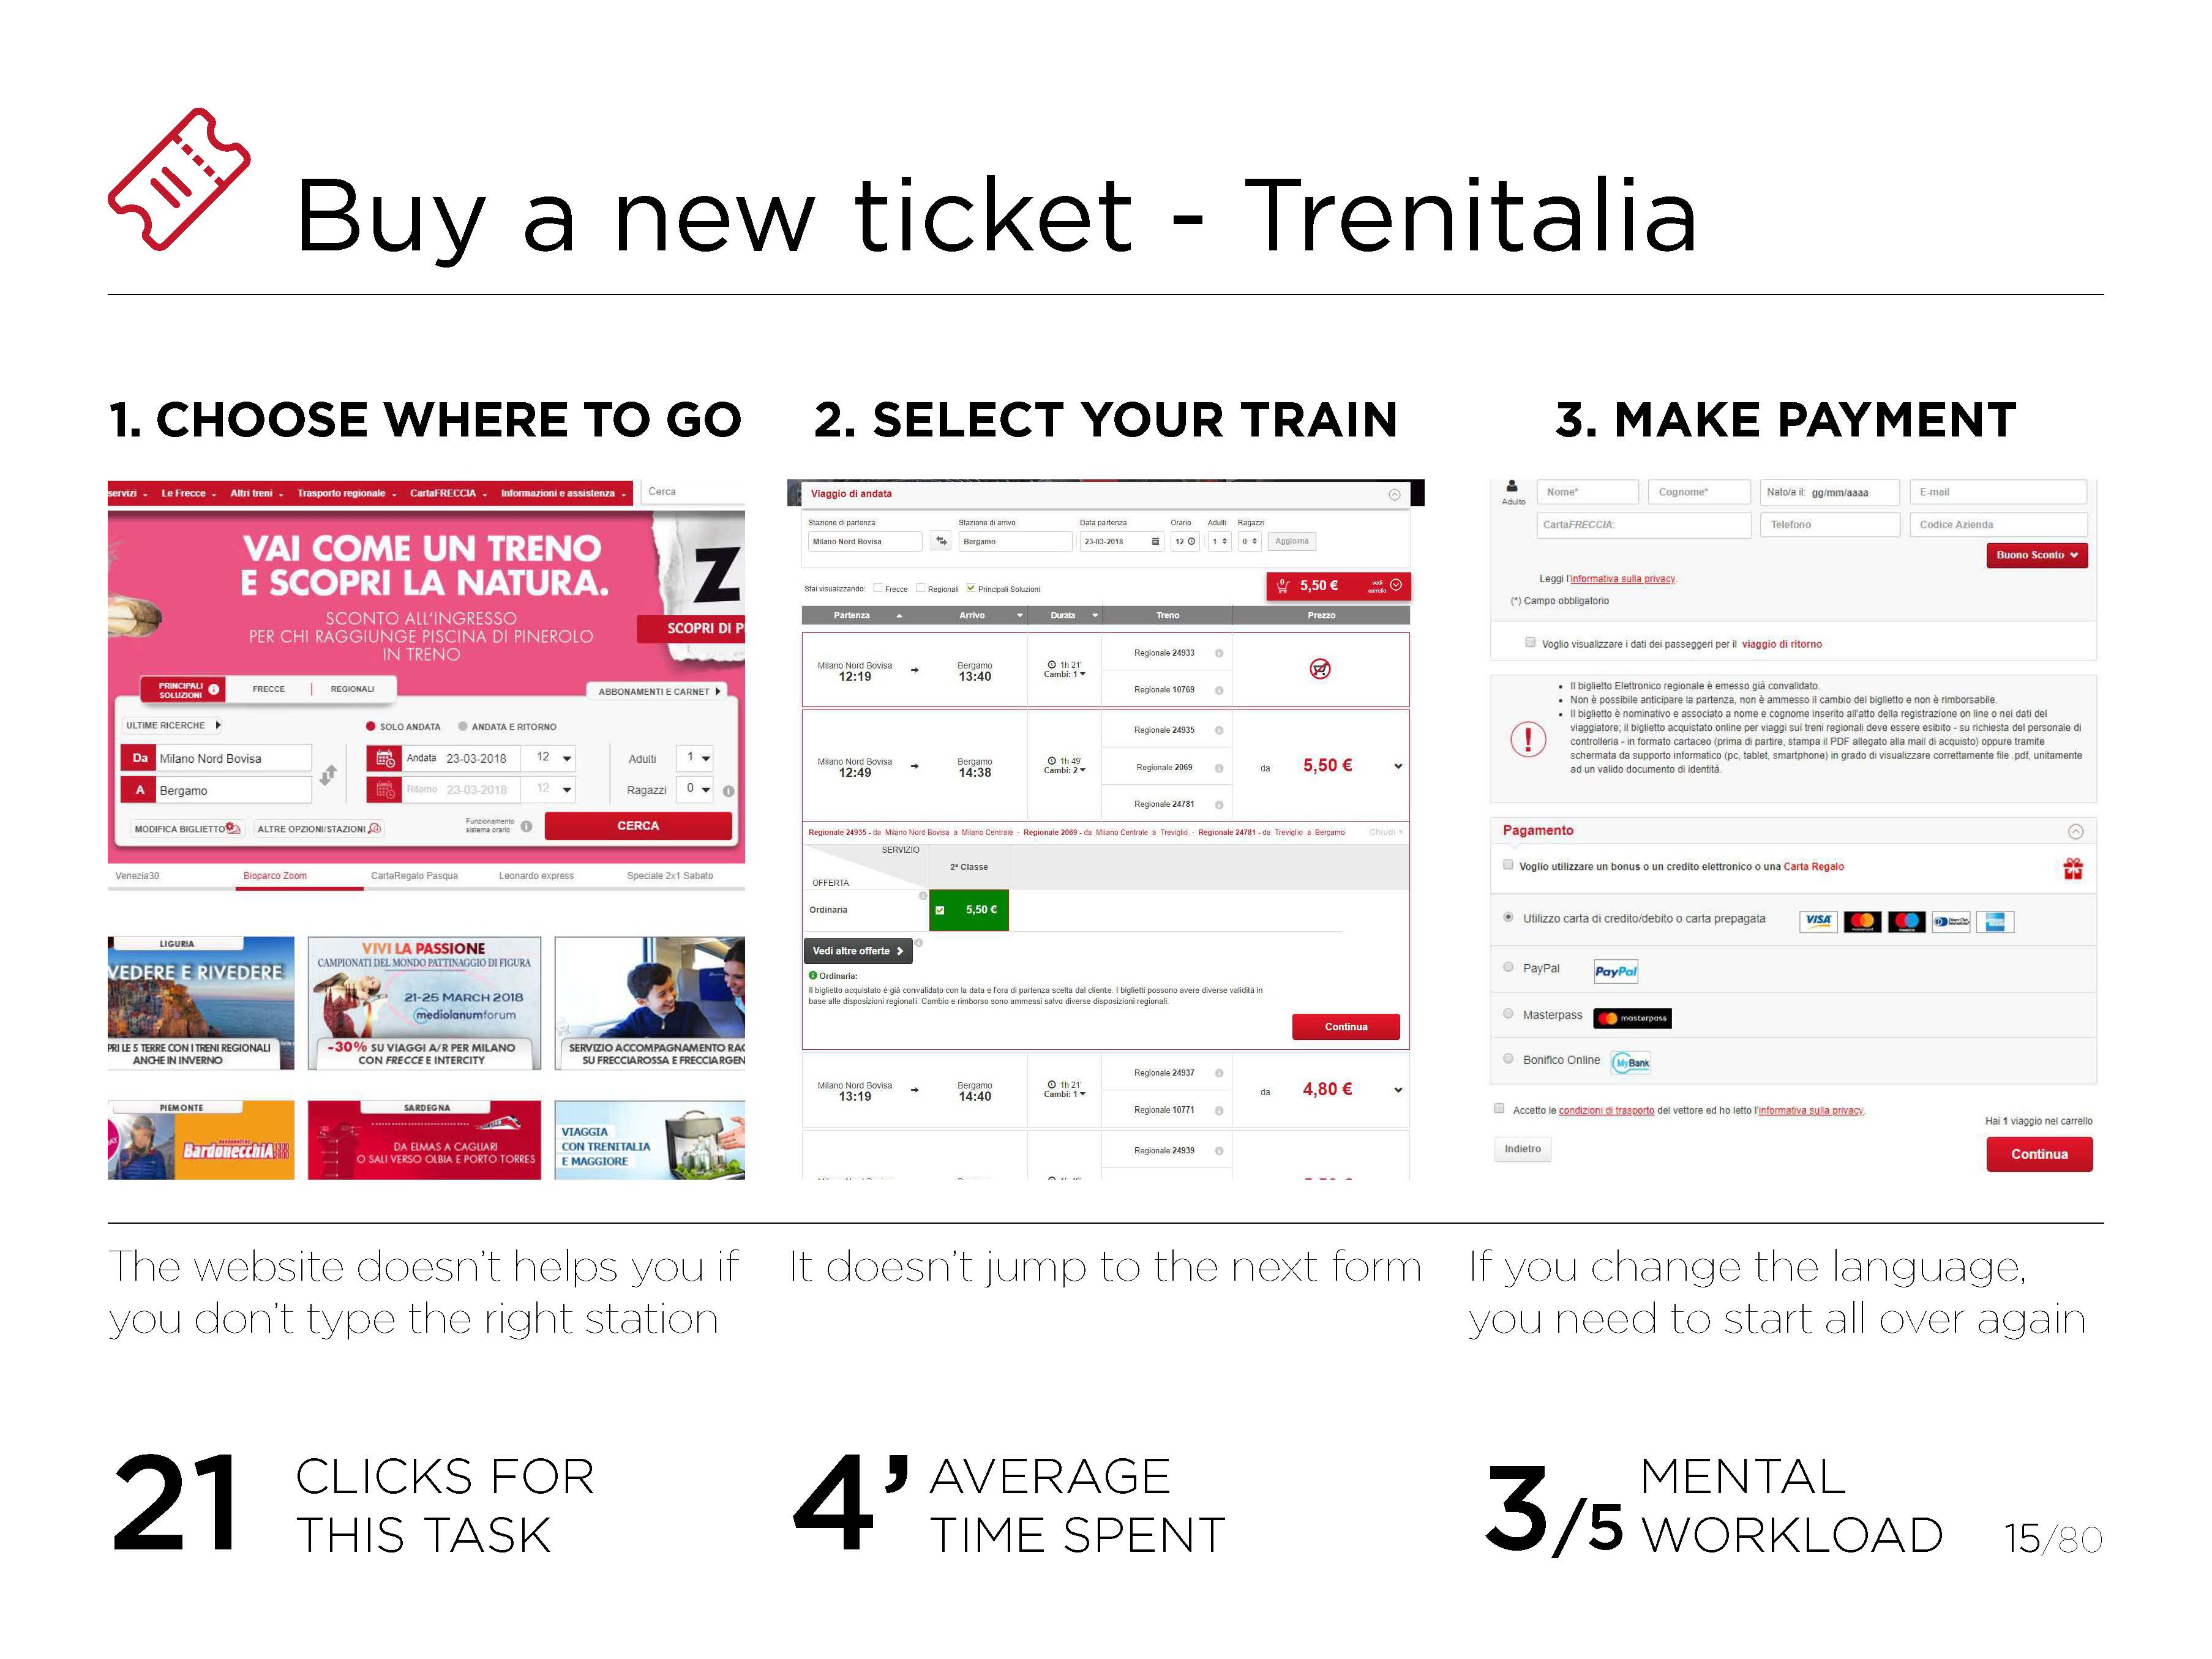 Buy a new ticket - Trenitalia
1. CHOOSE WHERE TO GO
servizi
Le Frecce
Altri treni
Trasporto regionale
CartaFRECCIA
Informazioni e assistenza
Cerca
VAI COME UN TRENO
E SCOPRI LA NATURA.
SCONTO ALL'INGRESSO
PER CHI RAGGIUNGE PISCINA DI PINEROLO
IN TRENO
Z
SCOPRI DI P
PRINCIPALI
SOLUZIONI
FRECCE
REGIONALI
ABBONAMENTI E CARNET
ULTIME RICERCHE
SOLO ANDATA
ANDATA E RITORNO
Da Milano Nord Bovisa
Andata 23-03-2018 12
Adulti 1
A Bergamo
Ritorno 23-03-2018 12
Ragazzi 0
MODIFICA BIGLIETTO
ALTRE OPZIONI/STAZIONI
Funzionamento
sistema orario
CERCA
Venezia30
Bioparco Zoom
CartaRegalo Pasqua
Leonardo express
Speciale 2x1 Sabato
LIGURIA
VEDERE E RIVEDERE
PRI LE 5 TERRE CON I TRENI REGIONALI
ANCHE IN INVERNO
VIVI LA PASSIONE
CAMPIONATI DEL MONDO PATTINAGGIO DI FIGURA
21-25 MARCH 2018
mediolanumforum
-30% SU VIAGGI A/R PER MILANO
CON FRECCE E INTERCITY
SERVIZIO ACCOMPAGNAMENTO RAG
SU FRECCIAROSSA E FRECCIARGEN
PIEMONTE
BardonecchiA
SARDEGNA
DA ELMAS A CAGLIARI
O SALI VERSO OLBIA E PORTO TORRES
VIAGGIA
CON TRENITALIA
E MAGGIORE
2. SELECT YOUR TRAIN
Viaggio di andata
Stazione di partenza:
Stazione di arrivo
Data partenza
Orario
Adulti
Ragazzi
Milano Nord Bovisa
Bergamo
23-03-2018
12
1
0
Aggiorna
Stai visualizzando: Frecce Regionali Principali Soluzioni
0 5,50 € vedi
carrello
Partenza
Arrivo
Durata
Treno
Prezzo
Milano Nord Bovisa
12:19
Bergamo
13:40
1h 21'
Cambi: 1
Regionale 24933
Regionale 10769
Milano Nord Bovisa
12:49
Bergamo
14:38
1h 49'
Cambi: 2
Regionale 24935
Regionale 2069
Regionale 24781
da 5,50 €
Regionale 24935 - da Milano Nord Bovisa a Milano Centrale - Regionale 2069 - da Milano Centrale a Treviglio - Regionale 24781 - da Treviglio a Bergamo
Chiudi ×
SERVIZIO
OFFERTA
2ª Classe
Ordinaria
5,50 €
Vedi altre offerte
Ordinaria:
Il biglietto acquistato è già convalidato con la data e l'ora di partenza scelta dal cliente. I biglietti possono avere diverse validità in
base alle disposizioni regionali. Cambio e rimborso sono ammessi salvo diverse disposizioni regionali.
Continua
Milano Nord Bovisa
13:19
Bergamo
14:40
1h 21'
Cambi: 1
Regionale 24937
Regionale 10771
da 4,80 €
Regionale 24939
3. MAKE PAYMENT
Adulto
Nome*
Cognome*
Nato/a il: gg/mm/aaaa
E-mail
CartaFRECCIA:
Telefono
Codice Azienda
Buono Sconto
Leggi l'informativa sulla privacy.
(*) Campo obbligatorio
Voglio visualizzare i dati dei passeggeri per il viaggio di ritorno
• Il biglietto Elettronico regionale è emesso già convalidato.
• Non è possibile anticipare la partenza, non è ammesso il cambio del biglietto e non è rimborsabile.
• Il biglietto è nominativo e associato a nome e cognome inserito all'atto della registrazione on line o nei dati del
viaggiatore; il biglietto acquistato online per viaggi sui treni regionali deve essere esibito - su richiesta del personale di
controlleria - in formato cartaceo (prima di partire, stampa il PDF allegato alla mail di acquisto) oppure tramite
schermata da supporto informatico (pc, tablet, smartphone) in grado di visualizzare correttamente file .pdf, unitamente
ad un valido documento di identità.
Pagamento
Voglio utilizzare un bonus o un credito elettronico o una Carta Regalo
Utilizzo carta di credito/debito o carta prepagata
VISA
PayPal
PayPal
Masterpass
masterpass
Bonifico Online
MyBank
Accetto le condizioni di trasporto del vettore ed ho letto l'informativa sulla privacy.
Hai 1 viaggio nel carrello
Indietro
Continua
The website doesn't helps you if
you don't type the right station
It doesn't jump to the next form
If you change the language,
you need to start all over again
21 CLICKS FOR
THIS TASK
4' AVERAGE
TIME SPENT
3/5 MENTAL
WORKLOAD
15/80